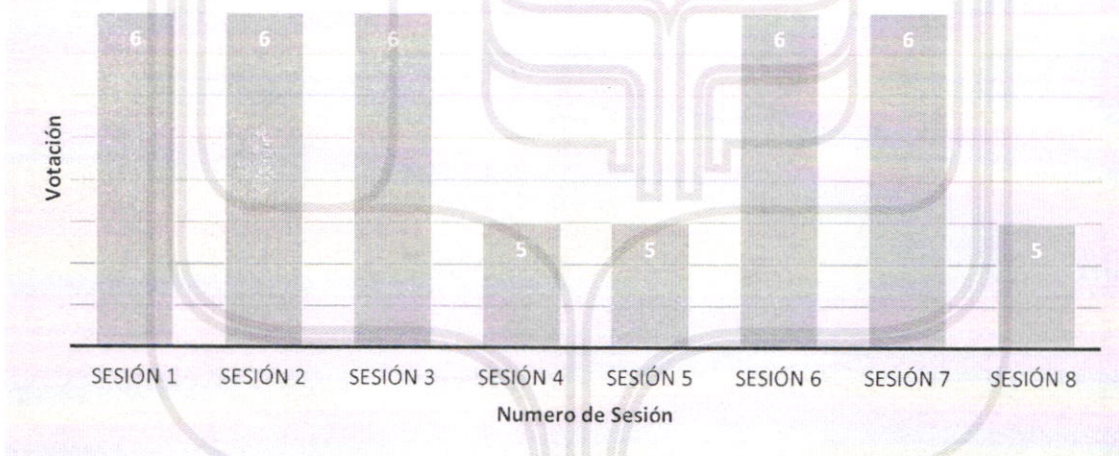 6 6 6 6 6
5 5 5
Votación
SESIÓN 1 SESIÓN 2 SESIÓN 3 SESIÓN 4 SESIÓN 5 SESIÓN 6 SESIÓN 7 SESIÓN 8
Numero de Sesión